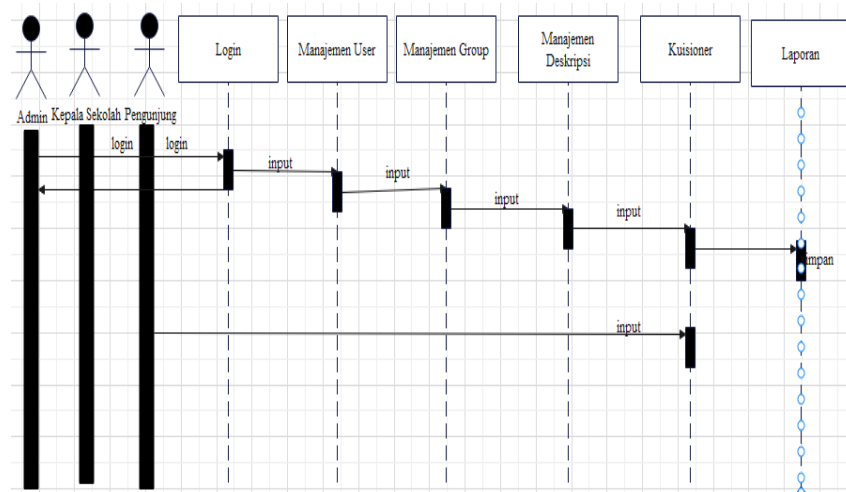 Login
Manajemen User
Manajemen Group
Manajemen
Deskripsi
Kuisioner
Laporan
Admin
Kepala Sekolah
Pengunjung
login
login
input
input
input
input
impan
input